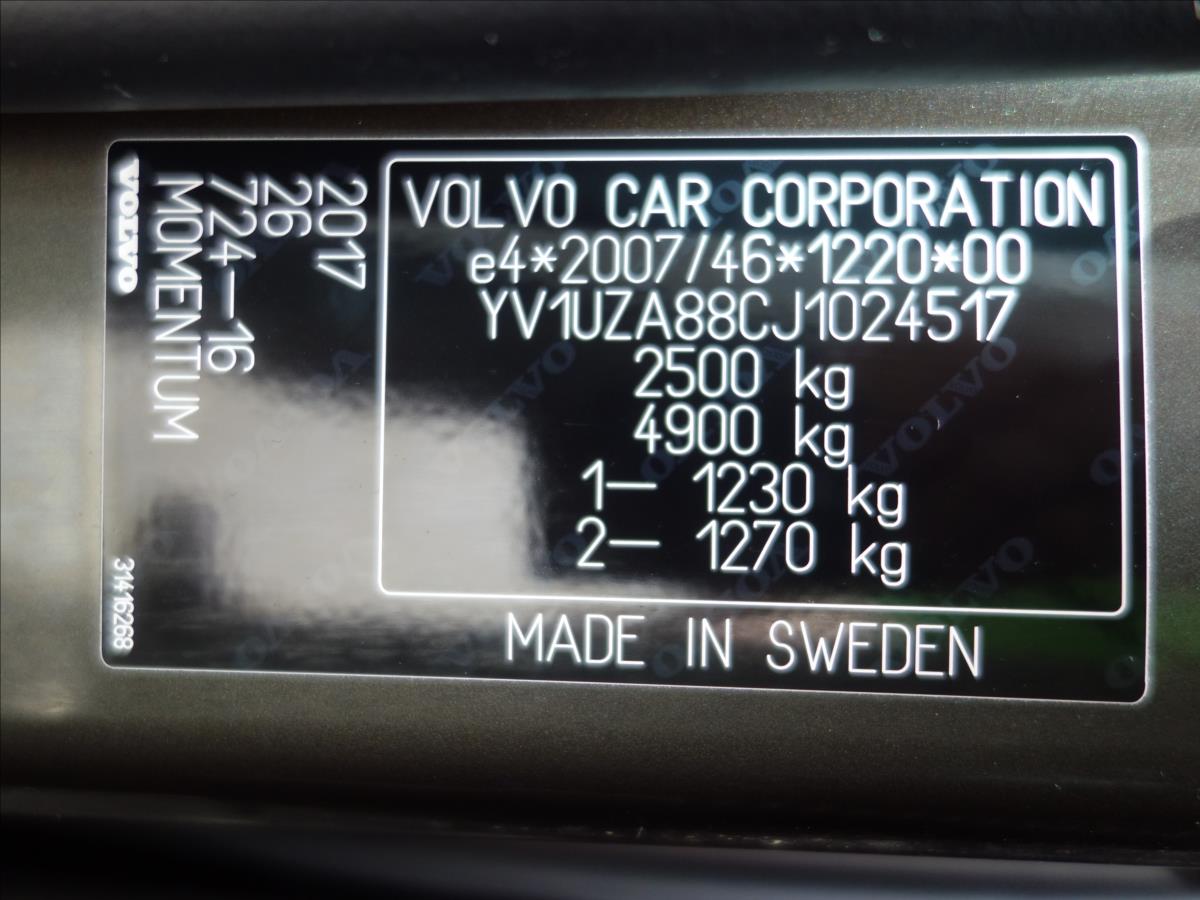 VOLVO
2017
26
724-16
MOMENTUM
31416268
VOLVO CAR CORPORATION
e4*2007/46*1220*00
YV1UZA88CJ1024517
2500 kg
4900 kg
1- 1230 kg
2- 1270 kg
MADE IN SWEDEN